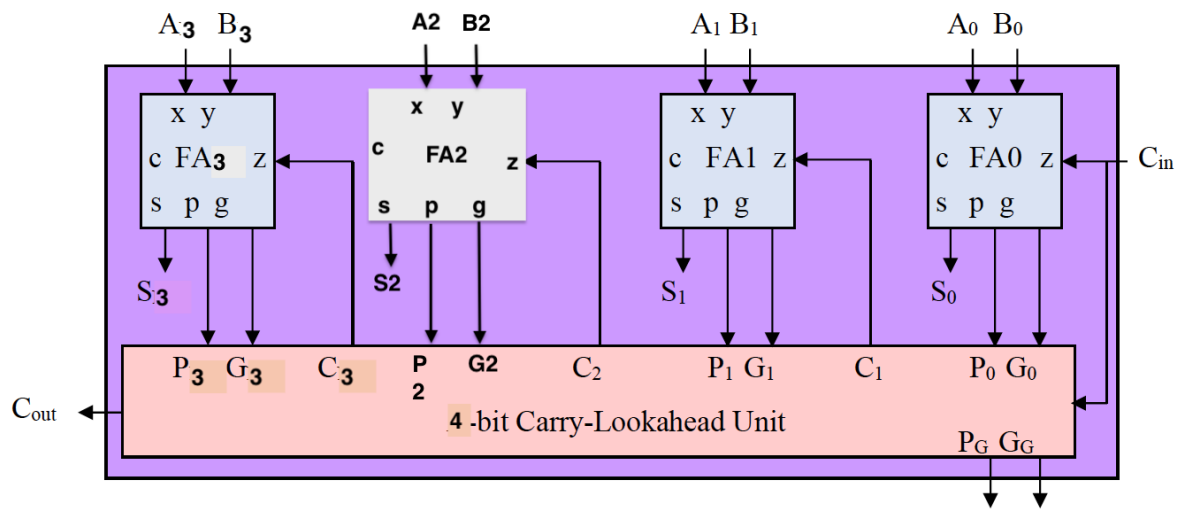 A3 B3 A2 B2 A₁ B₁ A₀ B₀
x y x y x y x y
c FA3 z c FA2 z c FA1 z c FA0 z Cin
s p g s p g s p g s p g
S3 S2 S₁ S₀
P3 G3 C3 P2 G2 C₂ P₁ G₁ C₁ P₀ G₀
Cout 4-bit Carry-Lookahead Unit
PG GG